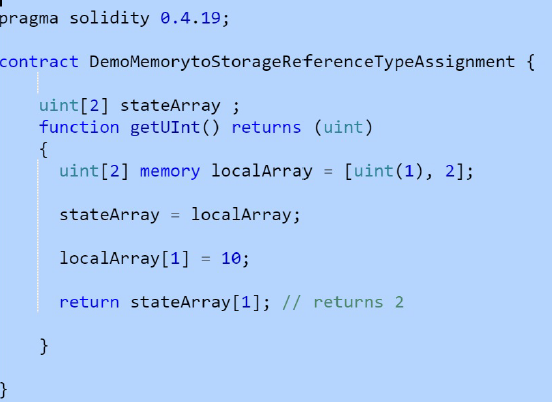 pragma solidity 0.4.19;
contract DemoMemorytoStorageReferenceTypeAssignment {
uint[2] stateArray ;
function getUInt() returns (uint)
{
uint[2] memory localArray = [uint(1), 2];
stateArray = localArray;
localArray[1] = 10;
return stateArray[1]; // returns 2
}
}